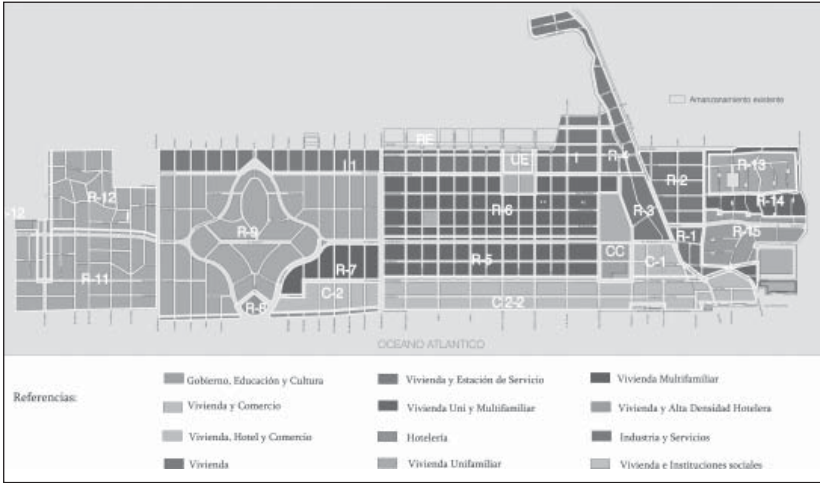 Amanzanamiento existente
RE
UE
I
R-4
R-2
R-13
I 1
R-12
-12
R-14
R-9
R-6
R-3
R-15
R-1
R-7
R-5
CC
C-1
R-11
C-2
C 2-2
R-8
OCEANO ATLANTICO
Referencias:
Gobierno, Educación y Cultura
Vivienda y Estación de Servicio
Vivienda Multifamiliar
Vivienda y Comercio
Vivienda Uni y Multifamiliar
Vivienda y Alta Densidad Hotelera
Vivienda, Hotel y Comercio
Hotelería
Industria y Servicios
Vivienda
Vivienda Unifamiliar
Vivienda e Instituciones sociales